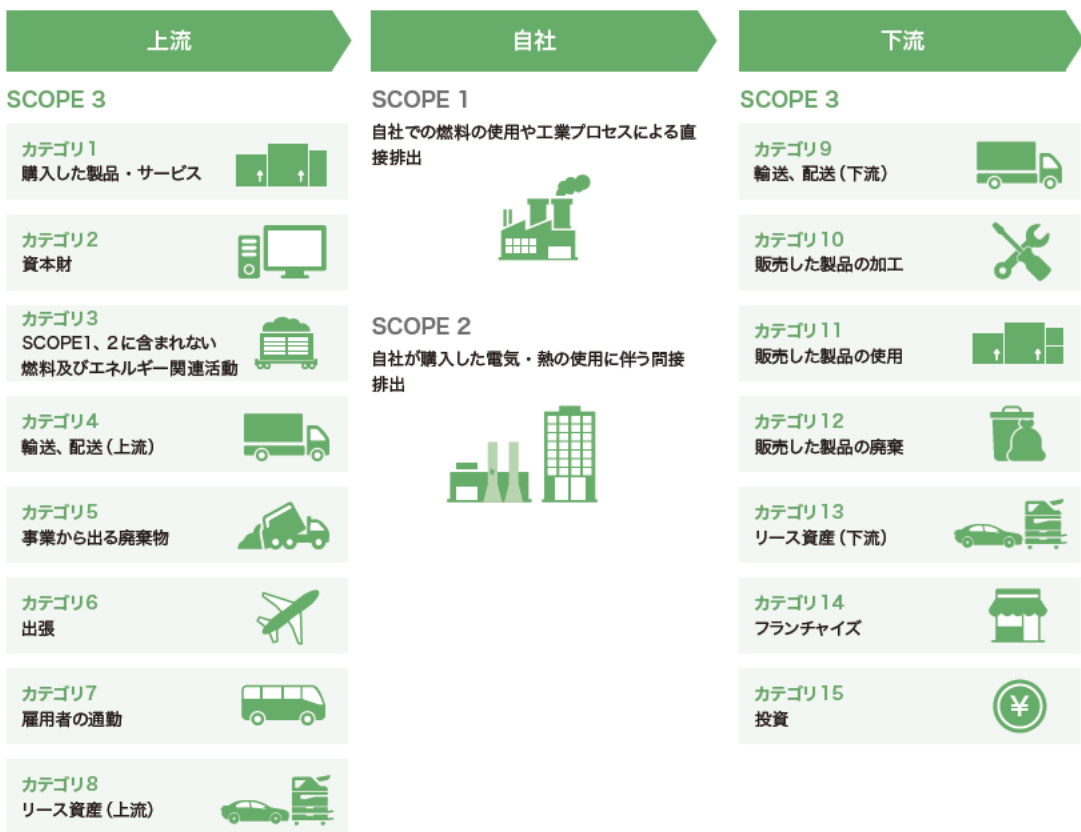 上流
SCOPE 3
カテゴリ1
購入した製品・サービス
カテゴリ2
資本財
カテゴリ3
SCOPE1、2に含まれない
燃料及びエネルギー関連活動
カテゴリ4
輸送、配送(上流)
カテゴリ5
事業から出る廃棄物
カテゴリ6
出張
カテゴリ7
雇用者の通勤
カテゴリ8
リース資産(上流)
自社
SCOPE 1
自社での燃料の使用や工業プロセスによる直
接排出
SCOPE 2
自社が購入した電気・熱の使用に伴う間接
排出
下流
SCOPE 3
カテゴリ9
輸送、配送(下流)
カテゴリ10
販売した製品の加工
カテゴリ11
販売した製品の使用
カテゴリ12
販売した製品の廃棄
カテゴリ13
リース資産(下流)
カテゴリ14
フランチャイズ
カテゴリ15
投資
¥